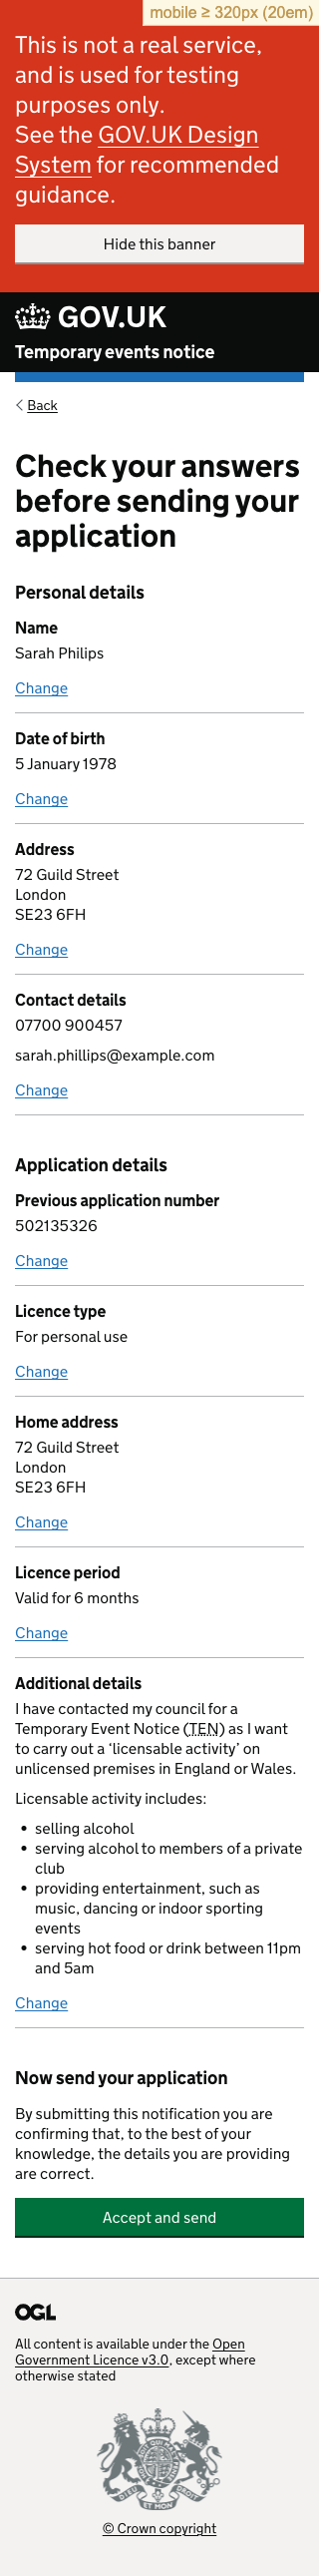 mobile ≥ 320px (20em)
This is not a real service,
and is used for testing
purposes only.
See the GOV.UK Design
System for recommended
guidance.
Hide this banner
GOV.UK
Temporary events notice
Back
Check your answers
before sending your
application
Personal details
Name
Sarah Philips
Change
Date of birth
5 January 1978
Change
Address
72 Guild Street
London
SE23 6FH
Change
Contact details
07700 900457
sarah.phillips@example.com
Change
Application details
Previous application number
502135326
Change
Licence type
For personal use
Change
Home address
72 Guild Street
London
SE23 6FH
Change
Licence period
Valid for 6 months
Change
Additional details
I have contacted my council for a
Temporary Event Notice (TEN) as I want
to carry out a ‘licensable activity’ on
unlicensed premises in England or Wales.
Licensable activity includes:
• selling alcohol
• serving alcohol to members of a private
club
• providing entertainment, such as
music, dancing or indoor sporting
events
• serving hot food or drink between 11pm
and 5am
Change
Now send your application
By submitting this notification you are
confirming that, to the best of your
knowledge, the details you are providing
are correct.
Accept and send
OGL
All content is available under the Open
Government Licence v3.0, except where
otherwise stated
DIEU ET MON DROIT
© Crown copyright